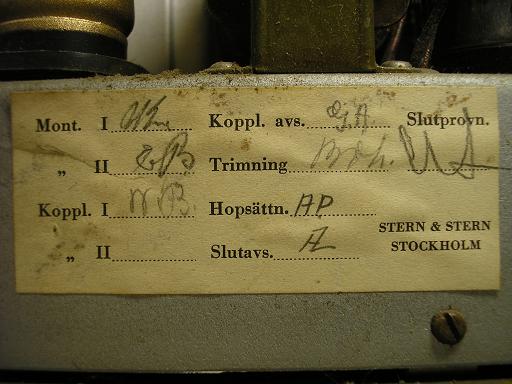 Mont. I Koppl. avs. G.A. Slutprovn.
„ II E.B. Trimning
Koppl. I W.B. Hopsättn. AP
STERN & STERN
„ II Slutavs.
STOCKHOLM